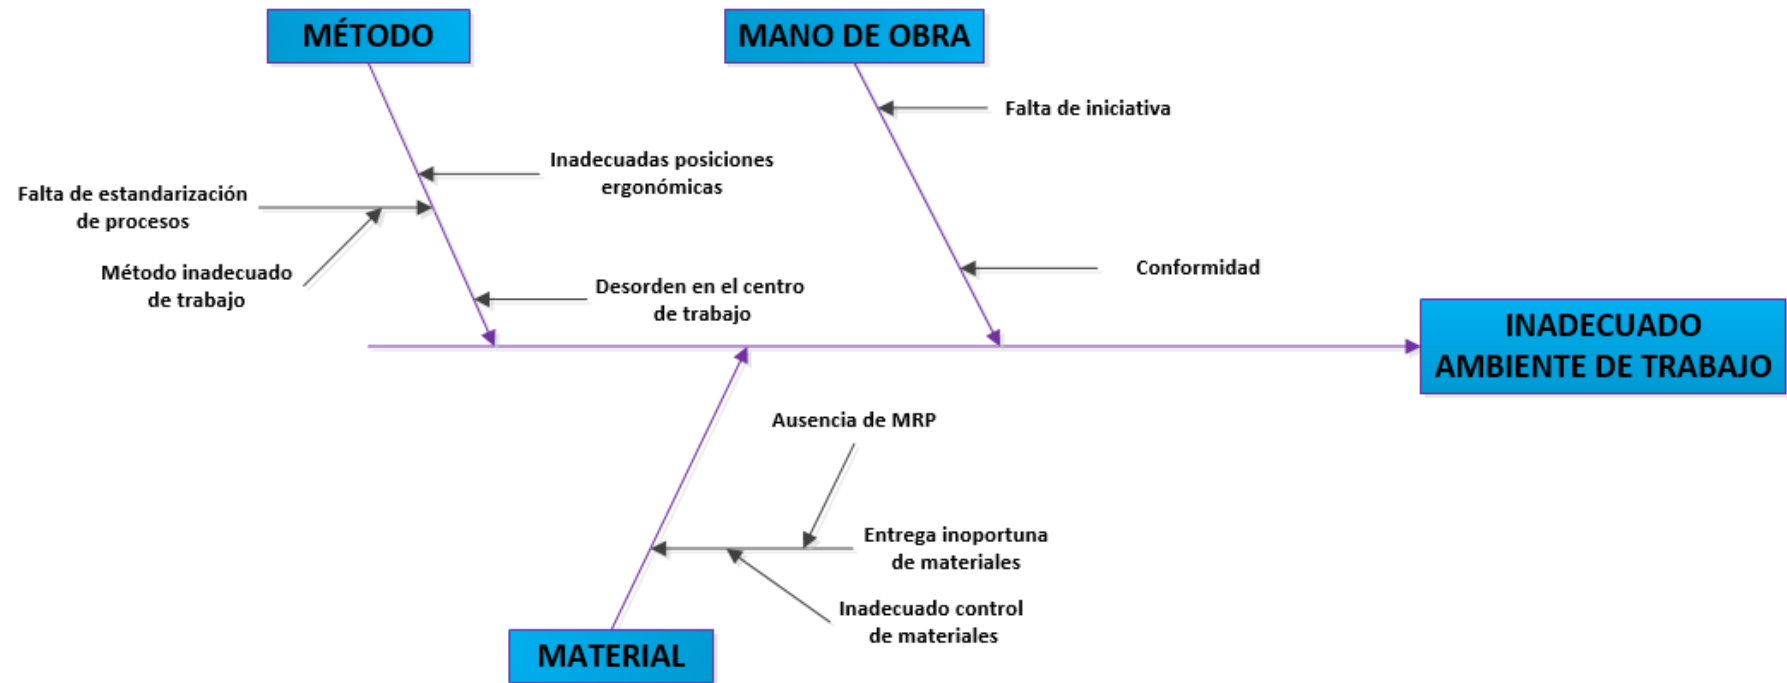 MÉTODO
MANO DE OBRA
Falta de iniciativa
Inadecuadas posiciones
ergonómicas
Falta de estandarización
de procesos
Método inadecuado
de trabajo
Conformidad
Desorden en el centro
de trabajo
INADECUADO
AMBIENTE DE TRABAJO
Ausencia de MRP
Entrega inoportuna
de materiales
Inadecuado control
de materiales
MATERIAL